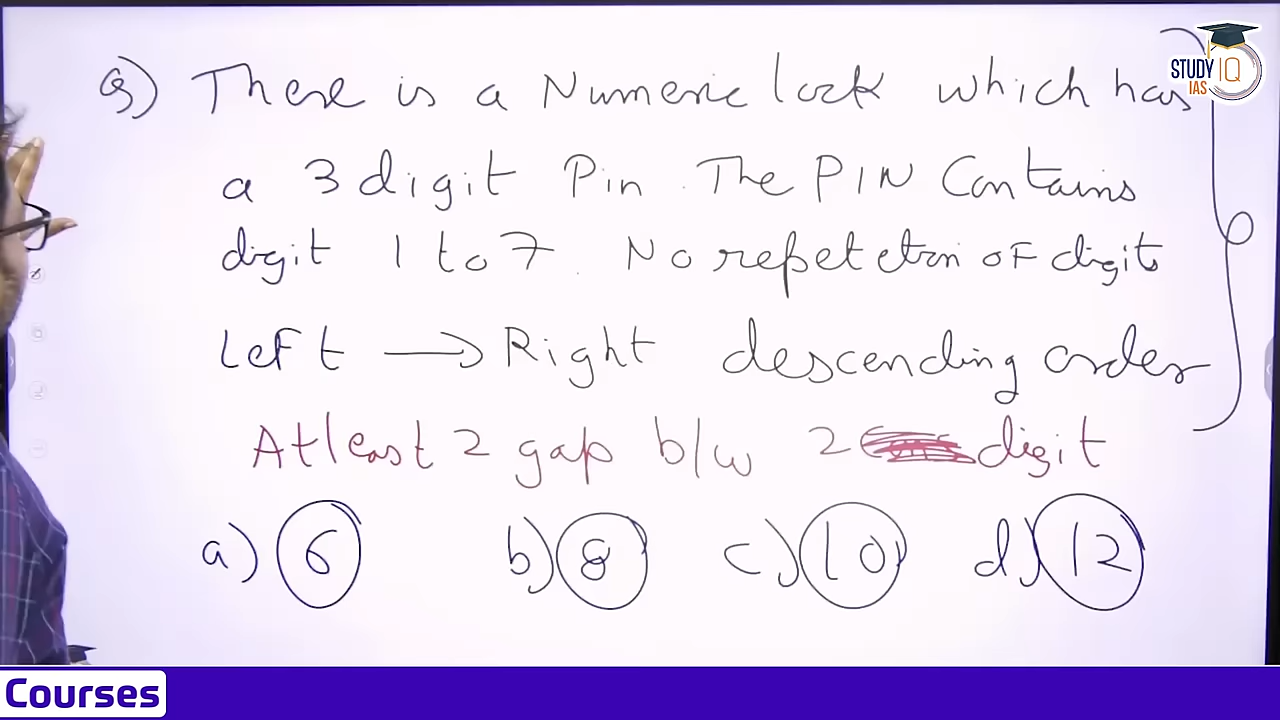 Q) There is a Numeric lock which has
a 3 digit Pin. The PIN Contains
digit 1 to 7. No repetetion of digits
Left → Right descending order
Atleast 2 gap b/w 2 digit
a) 6 b) 8 c) 10 d) 12
STUDY IQ
IAS
Courses